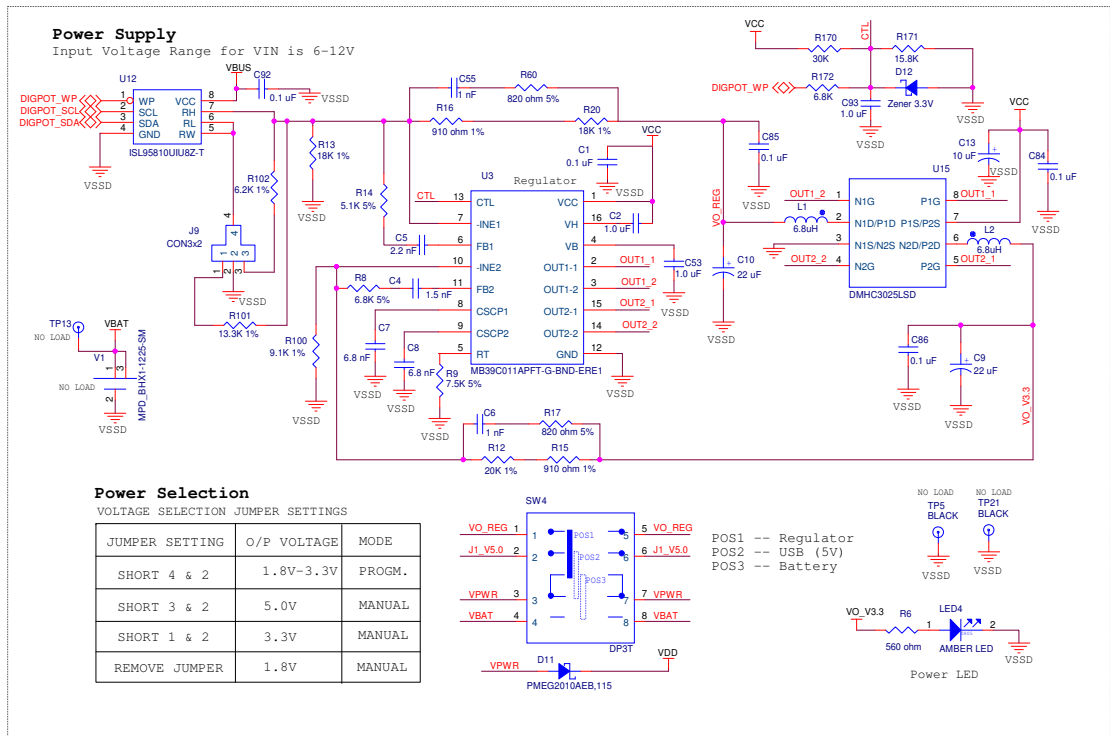 Power Supply
Input Voltage Range for VIN is 6-12V
U12
DIGPOT_WP
DIGPOT_SCL
DIGPOT_SDA
1
2
3
4
WP
SCL
SDA
GND
VCC
RH
RL
RW
8
7
6
5
ISL95810UIU8Z-T
VSSD
VBUS
C92
0.1 uF
VSSD
C55
1 nF
R60
820 ohm 5%
R16
910 ohm 1%
R20
18K 1%
R13
18K 1%
VSSD
R102
6.2K 1%
R14
5.1K 5%
C5
2.2 nF
J9
CON3x2
4
4
1 2 3
1 2 3
VSSD
R101
13.3K 1%
R100
9.1K 1%
VSSD
R8
6.8K 5%
C4
1.5 nF
C7
6.8 nF
VSSD
C8
6.8 nF
VSSD
R9
7.5K 5%
VSSD
TP13
NO LOAD
VBAT
V1
1
3
2
NO LOAD
MPD_BHX1-1225-SM
VSSD
U3
Regulator
CTL
13
7
6
10
11
8
9
5
CTL
-INE1
FB1
-INE2
FB2
CSCP1
CSCP2
RT
VCC
VH
VB
OUT1-1
OUT1-2
OUT2-1
OUT2-2
GND
1
16
4
2
3
15
14
12
OUT1_1
OUT1_2
OUT2_1
OUT2_2
MB39C011APFT-G-BND-ERE1
VSSD
VCC
C1
0.1 uF
VSSD
C2
1.0 uF
C53
1.0 uF
VSSD
C85
0.1 uF
VSSD
VO_REG
C10
22 uF
VSSD
L1
6.8uH
VCC
R170
30K
CTL
R171
15.8K
DIGPOT_WP
R172
6.8K
D12
Zener 3.3V
C93
1.0 uF
VSSD
VSSD
VCC
C13
10 uF
VSSD
C84
0.1 uF
VSSD
U15
OUT1_2
OUT2_2
1
2
3
4
N1G
N1D/P1D
N1S/N2S
N2G
P1G
P1S/P2S
N2D/P2D
P2G
8
7
6
5
OUT1_1
OUT2_1
DMHC3025LSD
VSSD
L2
6.8uH
C86
0.1 uF
VSSD
C9
22 uF
VSSD
VO_V3.3
C6
1 nF
R17
820 ohm 5%
R12
20K 1%
R15
910 ohm 1%
Power Selection
VOLTAGE SELECTION JUMPER SETTINGS
JUMPER SETTING O/P VOLTAGE MODE
SHORT 4 & 2 1.8V-3.3V PROGM.
SHORT 3 & 2 5.0V MANUAL
SHORT 1 & 2 3.3V MANUAL
REMOVE JUMPER 1.8V MANUAL
SW4
VO_REG 1
J1_V5.0 2
VPWR 3
VBAT 4
1
2
3
4
POS1
POS2
POS3
5
6
7
8
5 VO_REG
6 J1_V5.0
7 VPWR
8 VBAT
DP3T
POS1 -- Regulator
POS2 -- USB (5V)
POS3 -- Battery
VPWR
D11
PMEG2010AEB,115
VDD
NO LOAD
TP5
BLACK
VSSD
NO LOAD
TP21
BLACK
VSSD
VO_V3.3
R6
560 ohm
1
LED4
2
AMBER LED
VSSD
Power LED